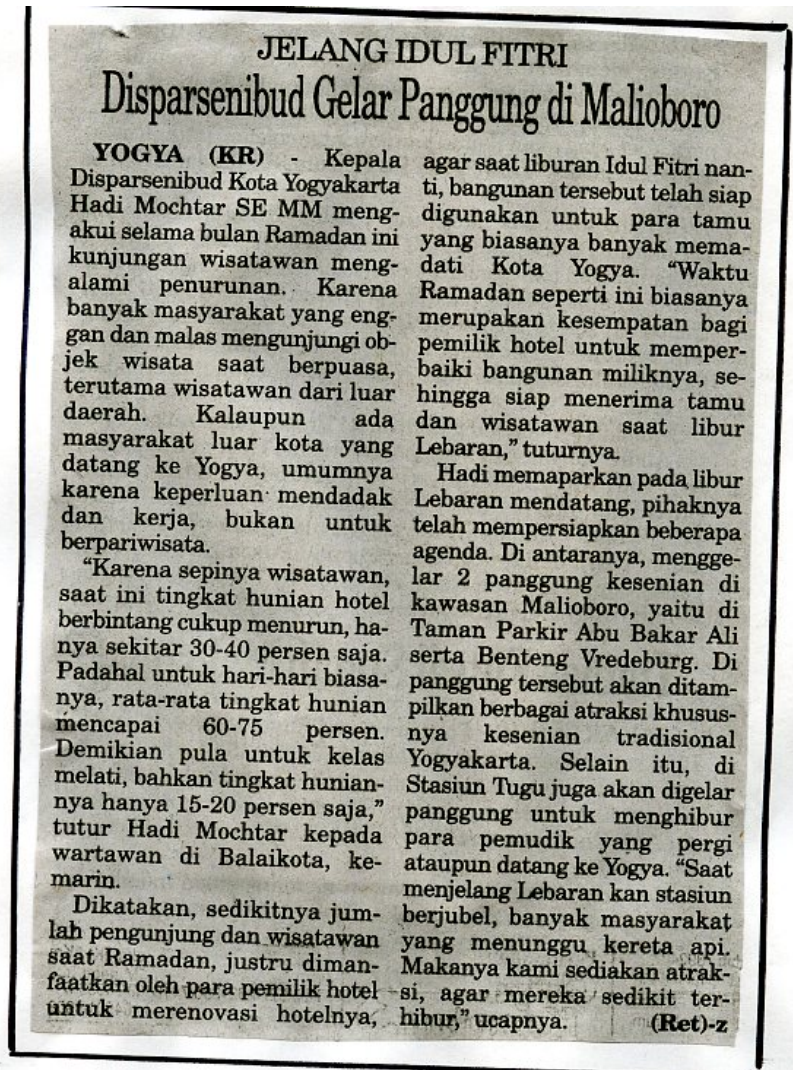 JELANG IDUL FITRI
Disparsenibud Gelar Panggung di Malioboro
YOGYA (KR) - Kepala
Disparsenibud Kota Yogyakarta
Hadi Mochtar SE MM meng-
akui selama bulan Ramadan ini
kunjungan wisatawan meng-
alami penurunan. Karena
banyak masyarakat yang eng-
gan dan malas mengunjungi ob-
jek wisata saat berpuasa,
terutama wisatawan dari luar
daerah. Kalaupun ada
masyarakat luar kota yang
datang ke Yogya, umumnya
karena keperluan mendadak
dan kerja, bukan untuk
berpariwisata.
"Karena sepinya wisatawan,
saat ini tingkat hunian hotel
berbintang cukup menurun, ha-
nya sekitar 30-40 persen saja.
Padahal untuk hari-hari biasa-
nya, rata-rata tingkat hunian
mencapai 60-75 persen.
Demikian pula untuk kelas
melati, bahkan tingkat hunian-
nya hanya 15-20 persen saja,"
tutur Hadi Mochtar kepada
wartawan di Balaikota, ke-
marin.
Dikatakan, sedikitnya jum-
lah pengunjung dan wisatawan
saat Ramadan, justru diman-
faatkan oleh para pemilik hotel
untuk merenovasi hotelnya,
agar saat liburan Idul Fitri nan-
ti, bangunan tersebut telah siap
digunakan untuk para tamu
yang biasanya banyak mema-
dati Kota Yogya. "Waktu
Ramadan seperti ini biasanya
merupakan kesempatan bagi
pemilik hotel untuk memper-
baiki bangunan miliknya, se-
hingga siap menerima tamu
dan wisatawan saat libur
Lebaran," tuturnya.
Hadi memaparkan pada libur
Lebaran mendatang, pihaknya
telah mempersiapkan beberapa
agenda. Di antaranya, mengge-
lar 2 panggung kesenian di
kawasan Malioboro, yaitu di
Taman Parkir Abu Bakar Ali
serta Benteng Vredeburg. Di
panggung tersebut akan ditam-
pilkan berbagai atraksi khusus-
nya kesenian tradisional
Yogyakarta. Selain itu, di
Stasiun Tugu juga akan digelar
panggung untuk menghibur
para pemudik yang pergi
ataupun datang ke Yogya. "Saat
menjelang Lebaran kan stasiun
berjubel, banyak masyarakat
yang menunggu kereta api.
Makanya kami sediakan atrak-
si, agar mereka sedikit ter-
hibur," ucapnya. (Ret)-z